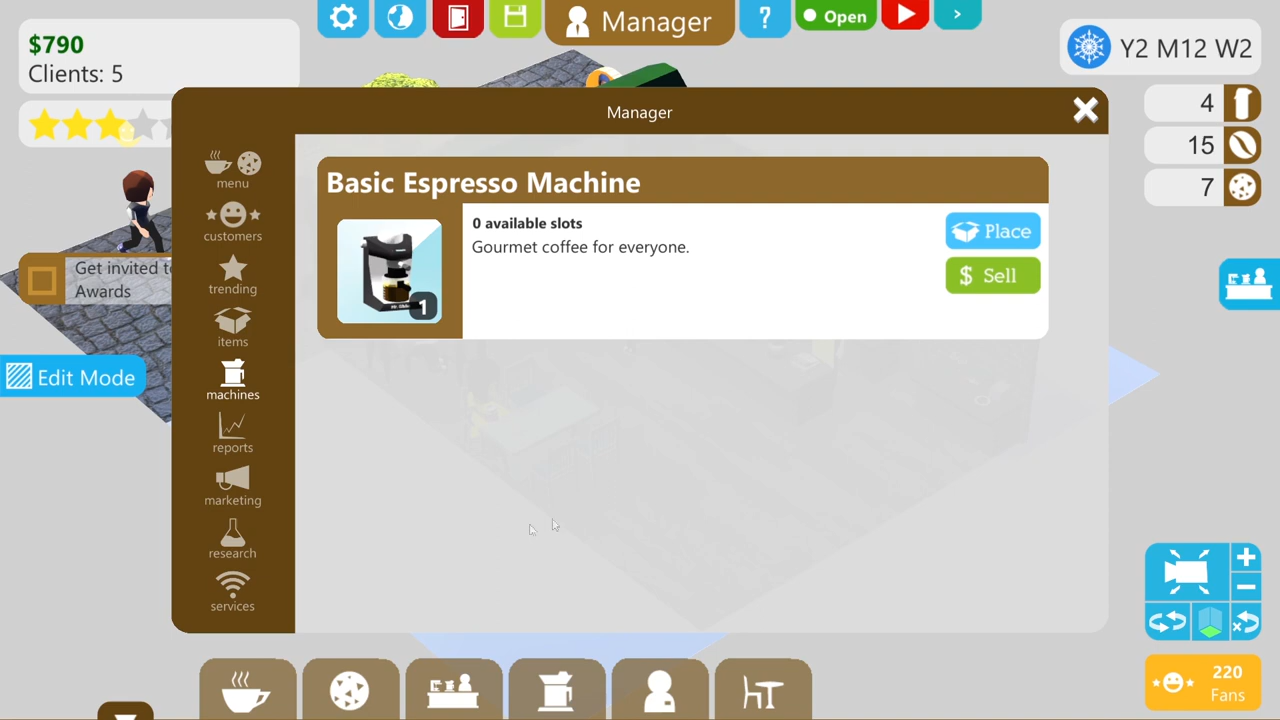 $790
Clients: 5
Manager
?
Open
>
Y2 M12 W2
4
15
7
Manager
menu
customers
trending
items
machines
reports
marketing
research
services
Basic Espresso Machine
0 available slots
Gourmet coffee for everyone.
1
Place
$ Sell
Get invited to
Awards
Edit Mode
220
Fans